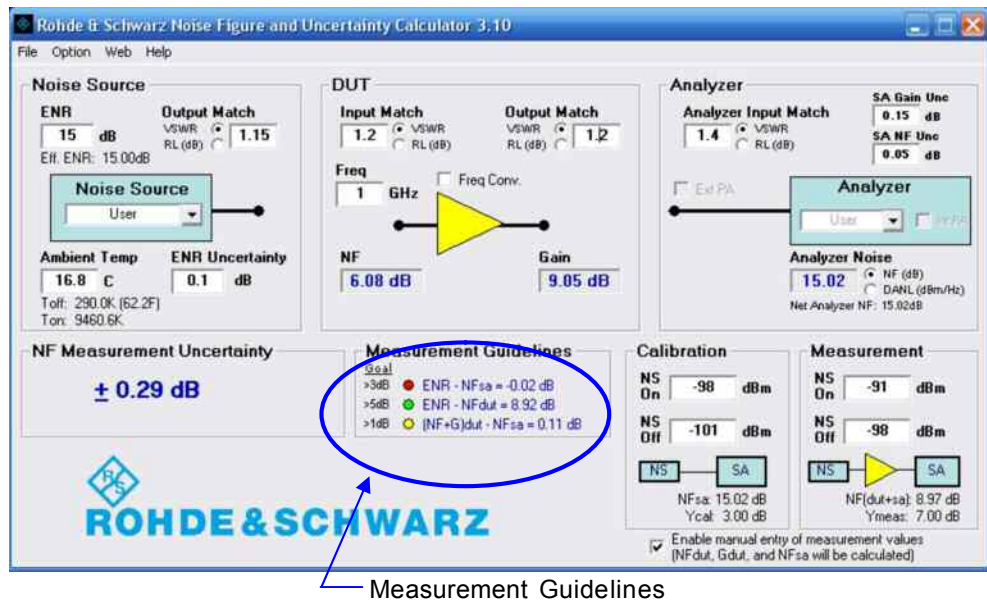 Rohde & Schwarz Noise Figure and Uncertainty Calculator 3.10
File Option Web Help
Noise Source
ENR
15 dB
Eff. ENR: 15.00dB
Output Match
VSWR
RL (dB)
1.15
Noise Source
User
Ambient Temp
16.8 C
Toff: 290.0K (62.2F)
Ton: 9460.6K
ENR Uncertainty
0.1 dB
DUT
Input Match
1.2
VSWR
RL (dB)
Output Match
VSWR
RL (dB)
1.2
Freq
1 GHz
Freq Conv.
NF
6.08 dB
Gain
9.05 dB
Analyzer
Analyzer Input Match
1.4
VSWR
RL (dB)
SA Gain Unc
0.15 dB
SA NF Unc
0.05 dB
Ext PA
Analyzer
User
Analyzer Noise
15.02
NF (dB)
DANL (dBm/Hz)
Net Analyzer NF: 15.02dB
NF Measurement Uncertainty
± 0.29 dB
Measurement Guidelines
Goal
>3dB ENR - NFsa = -0.02 dB
>5dB ENR - NFdut = 8.92 dB
>1dB (NF+G)dut - NFsa = 0.11 dB
Calibration
NS On -98 dBm
NS Off -101 dBm
NS SA
NFsa: 15.02 dB
Ycal: 3.00 dB
Measurement
NS On -91 dBm
NS Off -98 dBm
NS SA
NF(dut+sa): 8.97 dB
Ymeas: 7.00 dB
Enable manual entry of measurement values
(NFdut, Gdut, and NFsa will be calculated)
R S
ROHDE & SCHWARZ
Measurement Guidelines